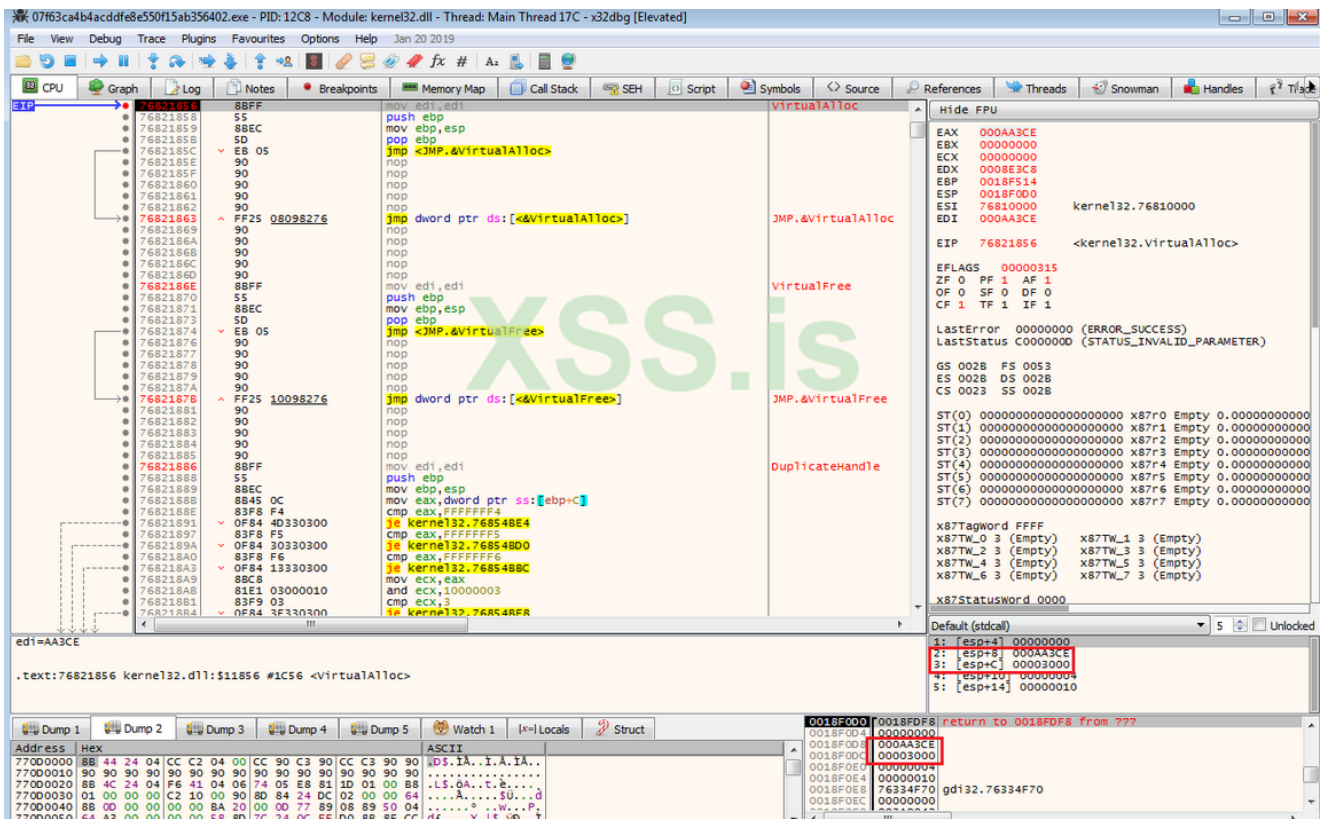 07f63ca4b4acddfe8e550f15ab356402.exe - PID: 12C8 - Module: kernel32.dll - Thread: Main Thread 17C - x32dbg [Elevated]
File View Debug Trace Plugins Favourites Options Help Jan 20 2019
CPU Graph Log Notes Breakpoints Memory Map Call Stack SEH Script Symbols Source References Threads Snowman Handles
EIP 76821856 8BFF mov edi,edi VirtualAlloc
76821858 55 push ebp
76821859 8BEC mov ebp,esp
7682185B 5D pop ebp
7682185C EB 05 jmp <JMP.&VirtualAlloc>
7682185E 90 nop
7682185F 90 nop
76821860 90 nop
76821861 90 nop
76821862 90 nop
76821863 FF25 08098276 jmp dword ptr ds:[<&VirtualAlloc>] JMP.&VirtualAlloc
76821869 90 nop
7682186A 90 nop
7682186B 90 nop
7682186C 90 nop
7682186D 90 nop
7682186E 8BFF mov edi,edi VirtualFree
76821870 55 push ebp
76821871 8BEC mov ebp,esp
76821873 5D pop ebp
76821874 EB 05 jmp <JMP.&VirtualFree>
76821876 90 nop
76821877 90 nop
76821878 90 nop
76821879 90 nop
7682187A 90 nop
7682187B FF25 10098276 jmp dword ptr ds:[<&VirtualFree>] JMP.&VirtualFree
76821881 90 nop
76821882 90 nop
76821883 90 nop
76821884 90 nop
76821885 90 nop
76821886 8BFF mov edi,edi DuplicateHandle
76821888 55 push ebp
76821889 8BEC mov ebp,esp
7682188B 8B45 0C mov eax,dword ptr ss:[ebp+C]
7682188E 83F8 F4 cmp eax,FFFFFFF4
76821891 0F84 4D330300 je kernel32.76854BE4
76821897 83F8 F5 cmp eax,FFFFFFF5
7682189A 0F84 30330300 je kernel32.76854BD0
768218A0 83F8 F6 cmp eax,FFFFFFF6
768218A3 0F84 13330300 je kernel32.76854BBC
768218A9 8BC8 mov ecx,eax
768218AB 81E1 03000010 and ecx,10000003
768218B1 83F9 03 cmp ecx,3
768218B4 0F84 3E330300 je kernel32.76854BF8
XSS.is
Hide FPU
EAX 000AA3CE
EBX 00000000
ECX 00000000
EDX 0008E3C8
EBP 0018F514
ESP 0018F0D0
ESI 76810000 kernel32.76810000
EDI 000AA3CE
EIP 76821856 <kernel32.VirtualAlloc>
EFLAGS 00000315
ZF 0 PF 1 AF 1
OF 0 SF 0 DF 0
CF 1 TF 1 IF 1
LastError 00000000 (ERROR_SUCCESS)
LastStatus C000000D (STATUS_INVALID_PARAMETER)
GS 002B FS 0053
ES 002B DS 002B
CS 0023 SS 002B
ST(0) 00000000000000000000 x87r0 Empty 0.00000000000
ST(1) 00000000000000000000 x87r1 Empty 0.00000000000
ST(2) 00000000000000000000 x87r2 Empty 0.00000000000
ST(3) 00000000000000000000 x87r3 Empty 0.00000000000
ST(4) 00000000000000000000 x87r4 Empty 0.00000000000
ST(5) 00000000000000000000 x87r5 Empty 0.00000000000
ST(6) 00000000000000000000 x87r6 Empty 0.00000000000
ST(7) 00000000000000000000 x87r7 Empty 0.00000000000
x87TagWord FFFF
x87TW_0 3 (Empty) x87TW_1 3 (Empty)
x87TW_2 3 (Empty) x87TW_3 3 (Empty)
x87TW_4 3 (Empty) x87TW_5 3 (Empty)
x87TW_6 3 (Empty) x87TW_7 3 (Empty)
x87StatusWord 0000
Default (stdcall) 5 Unlocked
1: [esp+4] 00000000
2: [esp+8] 000AA3CE
3: [esp+C] 00003000
4: [esp+10] 00000004
5: [esp+14] 00000010
edi=AA3CE
.text:76821856 kernel32.dll:$11856 #1C56 <VirtualAlloc>
Dump 1 Dump 2 Dump 3 Dump 4 Dump 5 Watch 1 Locals Struct
Address Hex ASCII
770D0000 8B 44 24 04 CC C2 04 00 CC 90 C3 90 CC C3 90 90 .D$.ÌÂ..Ì.Ã.ÌÃ..
770D0010 90 90 90 90 90 90 90 90 90 90 90 90 90 90 90 90 ................
770D0020 8B 4C 24 04 F6 41 04 06 74 05 E8 81 1D 01 00 B8 .L$.öA..t.è....¸
770D0030 01 00 00 00 C2 10 00 90 8D 84 24 DC 02 00 00 64 ....Â.....$Ü...d
770D0040 8B 0D 00 00 00 00 BA 20 00 0D 77 89 08 89 50 04
0018F0D0 0018FDF8 return to 0018FDF8 from ???
0018F0D4 00000000
0018F0D8 000AA3CE
0018F0DC 00003000
0018F0E0 00000004
0018F0E4 00000010
0018F0E8 76334F70 gdi32.76334F70
0018F0EC 00000000